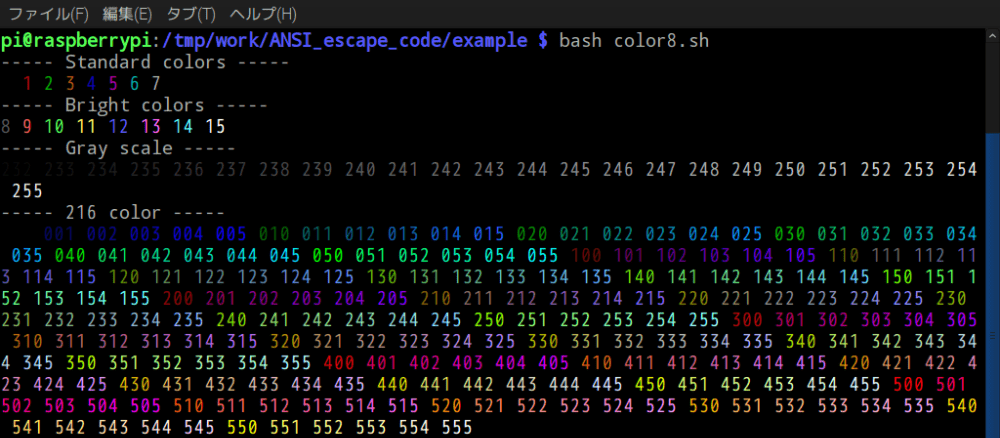 ファイル(F) 編集(E) タブ(T) ヘルプ(H)
pi@raspberrypi:/tmp/work/ANSI_escape_code/example $ bash color8.sh
----- Standard colors -----
1 2 3 4 5 6 7
----- Bright colors -----
8 9 10 11 12 13 14 15
----- Gray scale -----
232 233 234 235 236 237 238 239 240 241 242 243 244 245 246 247 248 249 250 251 252 253 254
255
----- 216 color -----
001 002 003 004 005 010 011 012 013 014 015 020 021 022 023 024 025 030 031 032 033 034
035 040 041 042 043 044 045 050 051 052 053 054 055 100 101 102 103 104 105 110 111 112 11
3 114 115 120 121 122 123 124 125 130 131 132 133 134 135 140 141 142 143 144 145 150 151 1
52 153 154 155 200 201 202 203 204 205 210 211 212 213 214 215 220 221 222 223 224 225 230
231 232 233 234 235 240 241 242 243 244 245 250 251 252 253 254 255 300 301 302 303 304 305
310 311 312 313 314 315 320 321 322 323 324 325 330 331 332 333 334 335 340 341 342 343 34
4 345 350 351 352 353 354 355 400 401 402 403 404 405 410 411 412 413 414 415 420 421 422 4
23 424 425 430 431 432 433 434 435 440 441 442 443 444 445 450 451 452 453 454 455 500 501
502 503 504 505 510 511 512 513 514 515 520 521 522 523 524 525 530 531 532 533 534 535 540
541 542 543 544 545 550 551 552 553 554 555